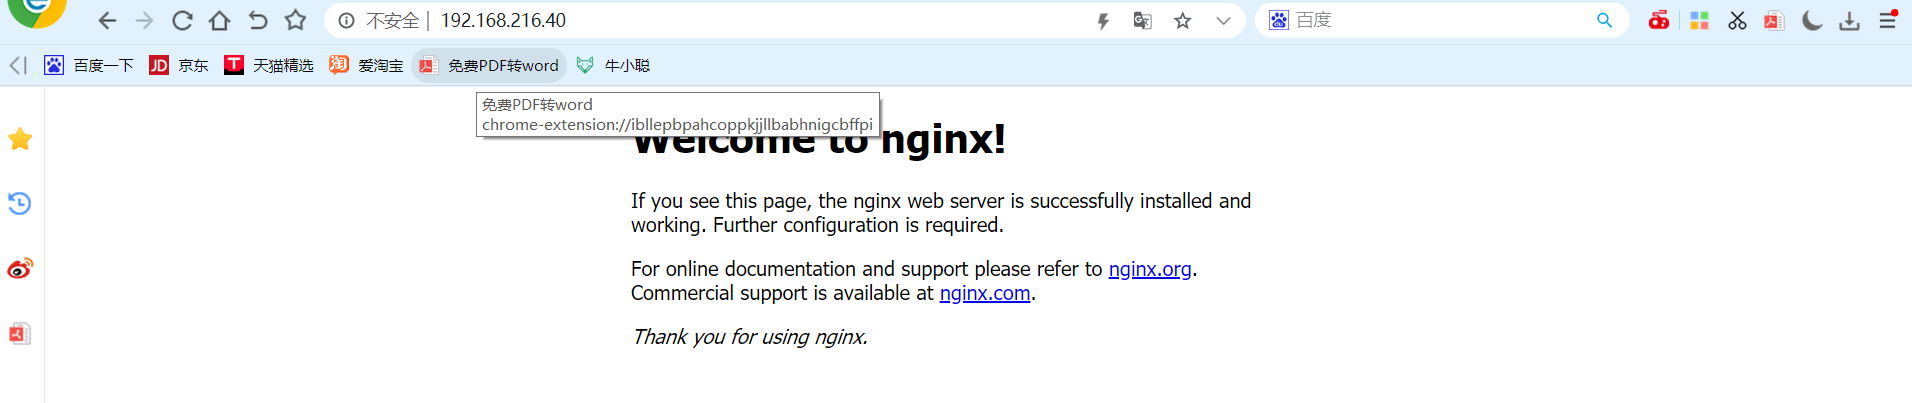 不安全 192.168.216.40 百度
百度一下 JD 京东 T 天猫精选 淘 爱淘宝 免费PDF转word 牛小聪
免费PDF转word
chrome-extension://ibllepbpahcoppkjjllbabhnigcbffpi
Welcome to nginx!
If you see this page, the nginx web server is successfully installed and
working. Further configuration is required.
For online documentation and support please refer to nginx.org.
Commercial support is available at nginx.com.
Thank you for using nginx.